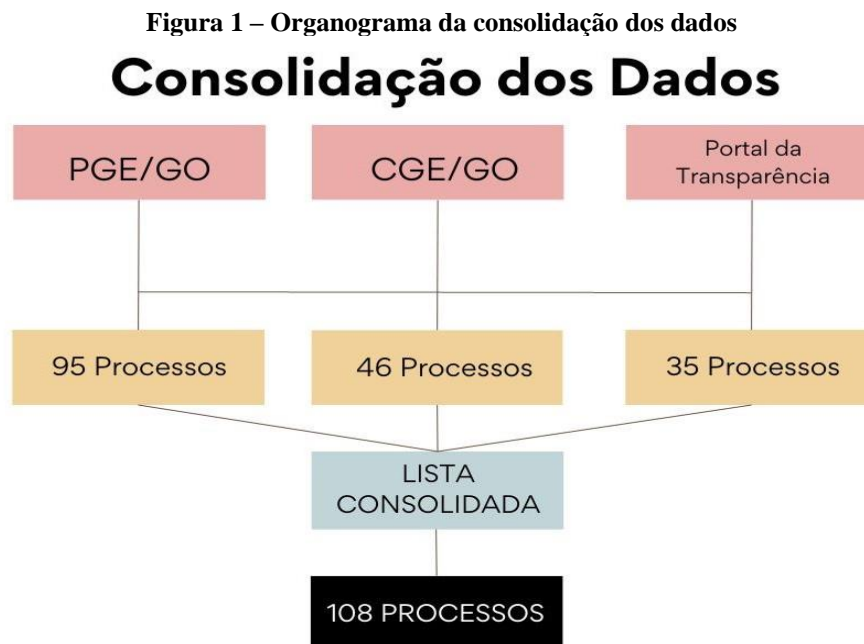 Figura 1 – Organograma da consolidação dos dados
Consolidação dos Dados
PGE/GO
CGE/GO
Portal da
Transparência
95 Processos
46 Processos
35 Processos
LISTA
CONSOLIDADA
108 PROCESSOS